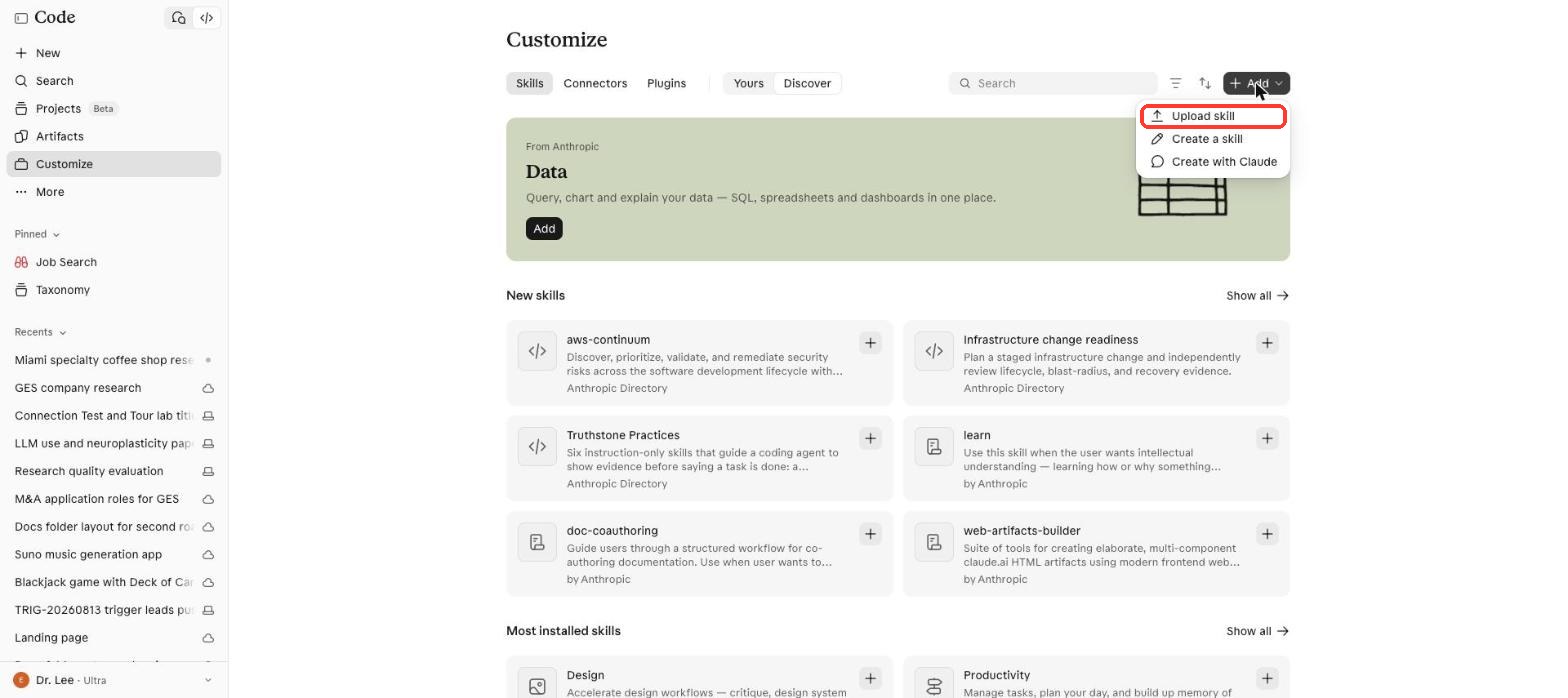 Code
New
Search
Projects Beta
Artifacts
Customize
More
Pinned
Job Search
Taxonomy
Recents
Miami specialty coffee shop rese
GES company research
Connection Test and Tour lab titl
LLM use and neuroplasticity pap
Research quality evaluation
M&A application roles for GES
Docs folder layout for second ro
Suno music generation app
Blackjack game with Deck of Car
TRIG-20260813 trigger leads pu
Landing page
E Dr. Lee · Ultra
Customize
Skills Connectors Plugins Yours Discover
Search
Add
Upload skill
Create a skill
Create with Claude
From Anthropic
Data
Query, chart and explain your data — SQL, spreadsheets and dashboards in one place.
Add
New skills
Show all →
aws-continuum
Discover, prioritize, validate, and remediate security
risks across the software development lifecycle with...
Anthropic Directory
Infrastructure change readiness
Plan a staged infrastructure change and independently
review lifecycle, blast-radius, and recovery evidence.
Anthropic Directory
Truthstone Practices
Six instruction-only skills that guide a coding agent to
show evidence before saying a task is done: a...
Anthropic Directory
learn
Use this skill when the user wants intellectual
understanding — learning how or why something...
by Anthropic
doc-coauthoring
Guide users through a structured workflow for co-
authoring documentation. Use when user wants to...
by Anthropic
web-artifacts-builder
Suite of tools for creating elaborate, multi-component
claude.ai HTML artifacts using modern frontend web...
by Anthropic
Most installed skills
Show all →
Design
Accelerate design workflows — critique, design system
Productivity
Manage tasks, plan your day, and build up memory of